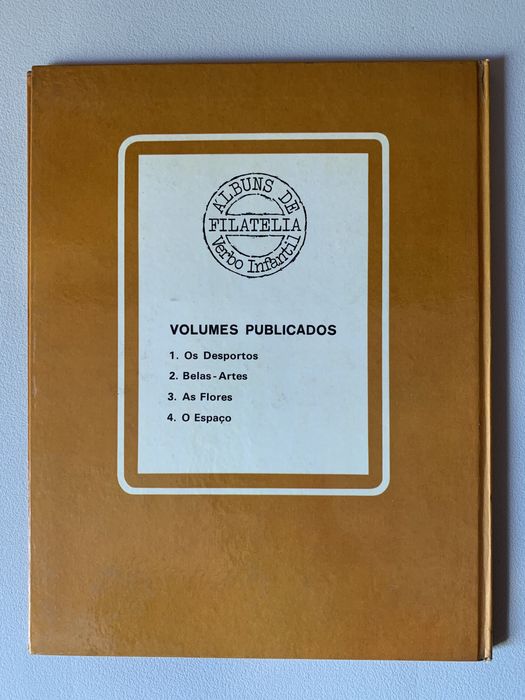 ÁLBUNS DE
FILATELIA
Verbo Infantil
VOLUMES PUBLICADOS
1. Os Desportos
2. Belas-Artes
3. As Flores
4. O Espaço